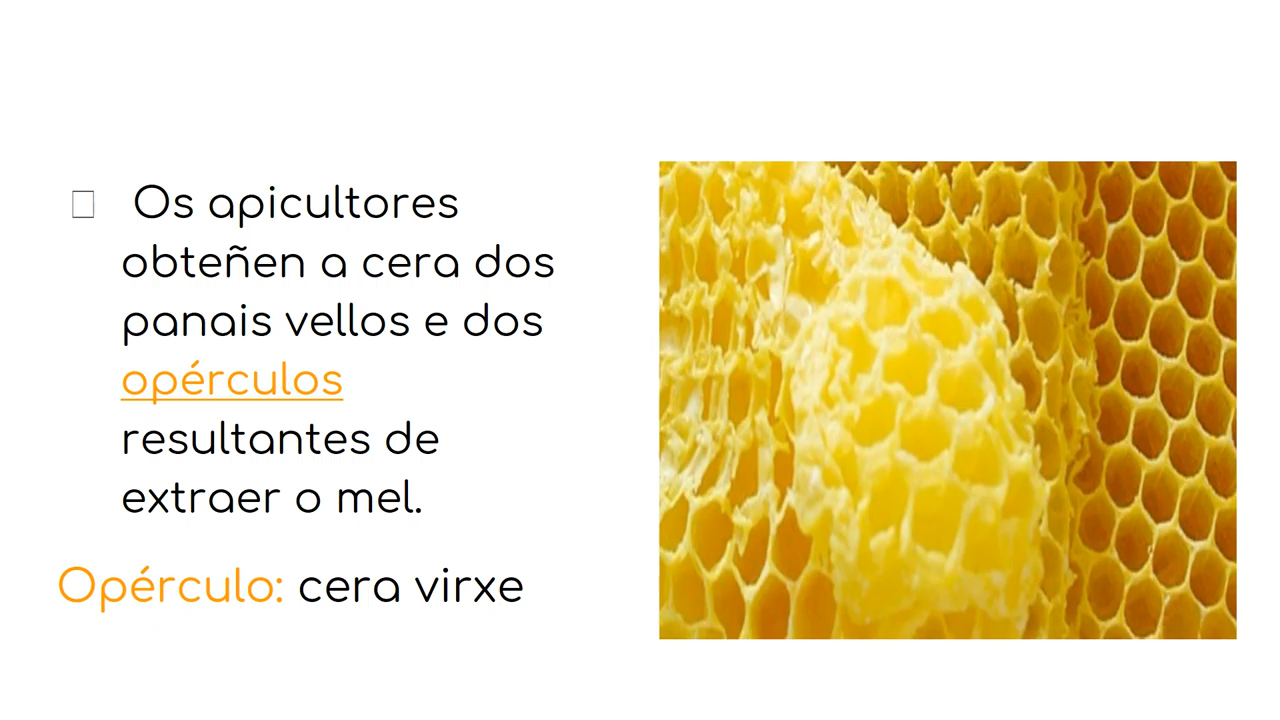 Os apicultores
obteñen a cera dos
panais vellos e dos
opérculos
resultantes de
extraer o mel.
Opérculo: cera virxe